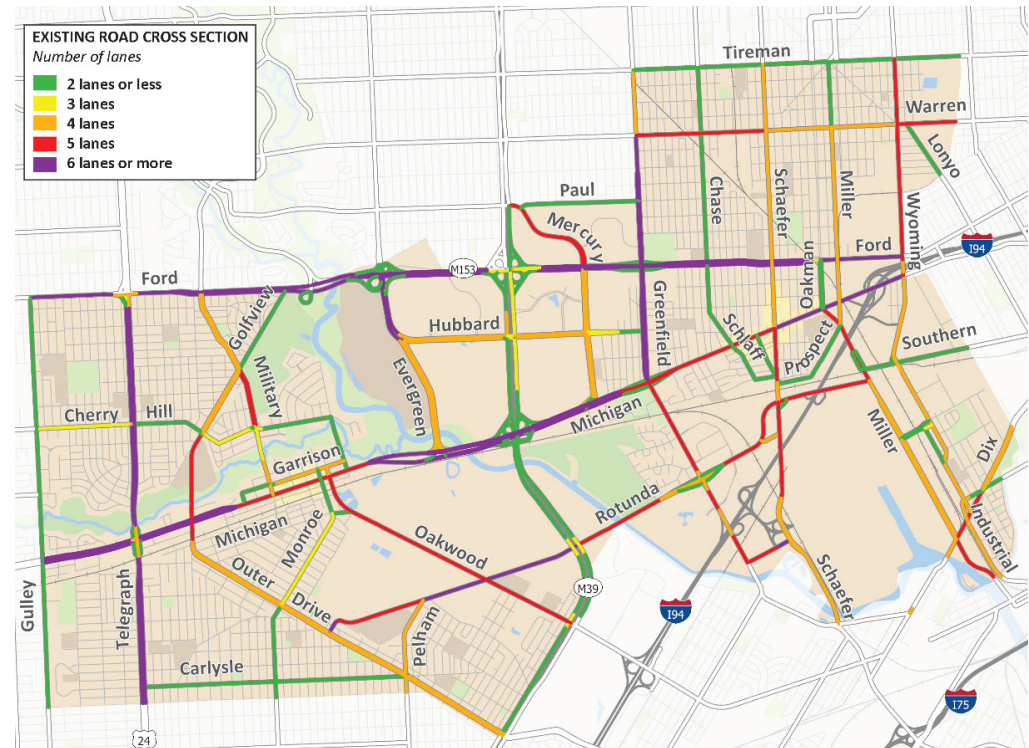 EXISTING ROAD CROSS SECTION
Number of lanes
2 lanes or less
3 lanes
4 lanes
5 lanes
6 lanes or more
Tireman
Warren
Lonyo
Paul
Mercury
Chase
Schaefer
Miller
Wyoming
Ford
M153
Ford
I94
Oakman
Golfview
Hubbard
Greenfield
Schlaff
Prospect
Southern
Military
Evergreen
Cherry Hill
Michigan
Miller
Dix
Garrison
Rotunda
Industrial
Michigan
Monroe
Oakwood
Gulley
Telegraph
Outer Drive
M39
I94
Schaefer
Pelham
Carlysle
I75
24